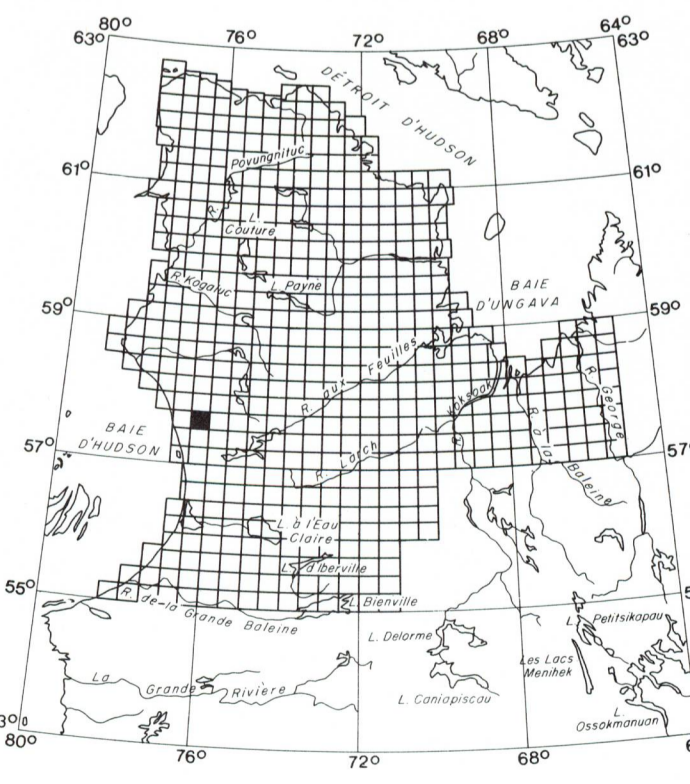 80°
76°
72°
68°
64°
63°
63°
DÉTROIT
D'HUDSON
Povungnituc
R.
61°
61°
L.
Couture
R. Kogaluc
L. Payne
BAIE
D'UNGAVA
59°
59°
R. aux Feuilles
Koksoak
R.
R. George
R. à la
Baleine
BAIE
D'HUDSON
57°
57°
R. Larch
L. à l'Eau
Claire
L. d'Iberville
55°
55
R. de-la Grande Baleine
L. Bienville
L. Petitsikapau
L. Delorme
Les Lacs
Menihek
La Grande Rivière
L. Caniapiscau
L.
Ossokmanuan
3°
80°
76°
72°
68°